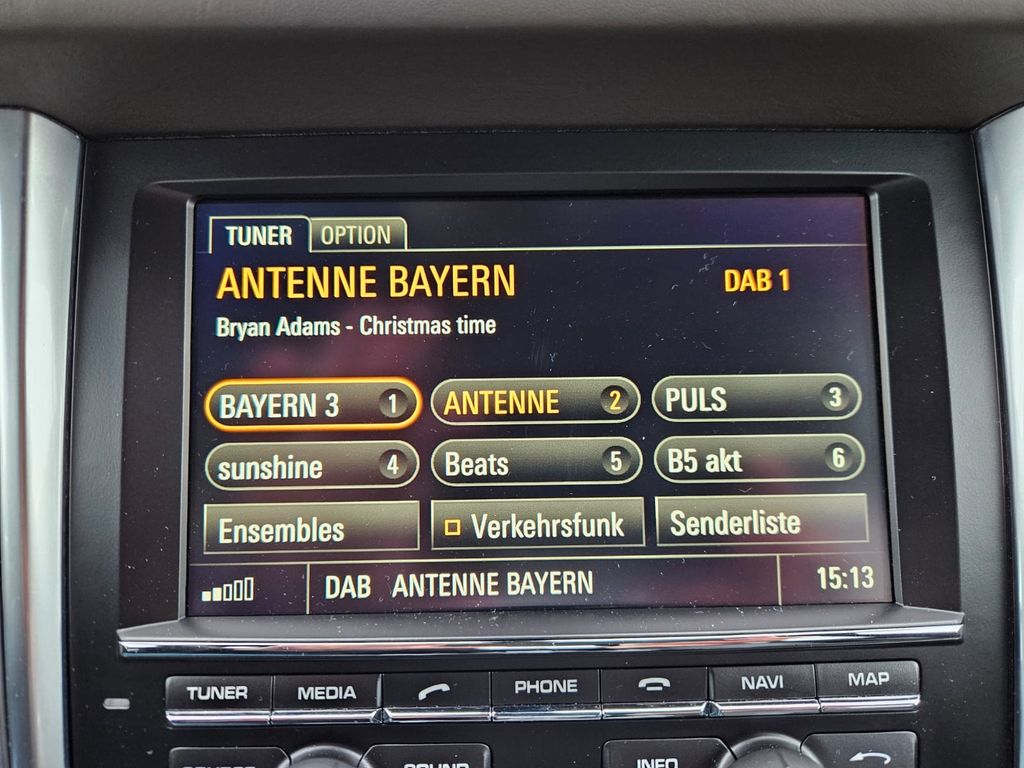 TUNER OPTION
ANTENNE BAYERN DAB 1
Bryan Adams - Christmas time
BAYERN 3 1 ANTENNE 2 PULS 3
sunshine 4 Beats 5 B5 akt 6
Ensembles Verkehrsfunk Senderliste
DAB ANTENNE BAYERN 15:13
TUNER MEDIA PHONE NAVI MAP
SOURCE SOUND INFO